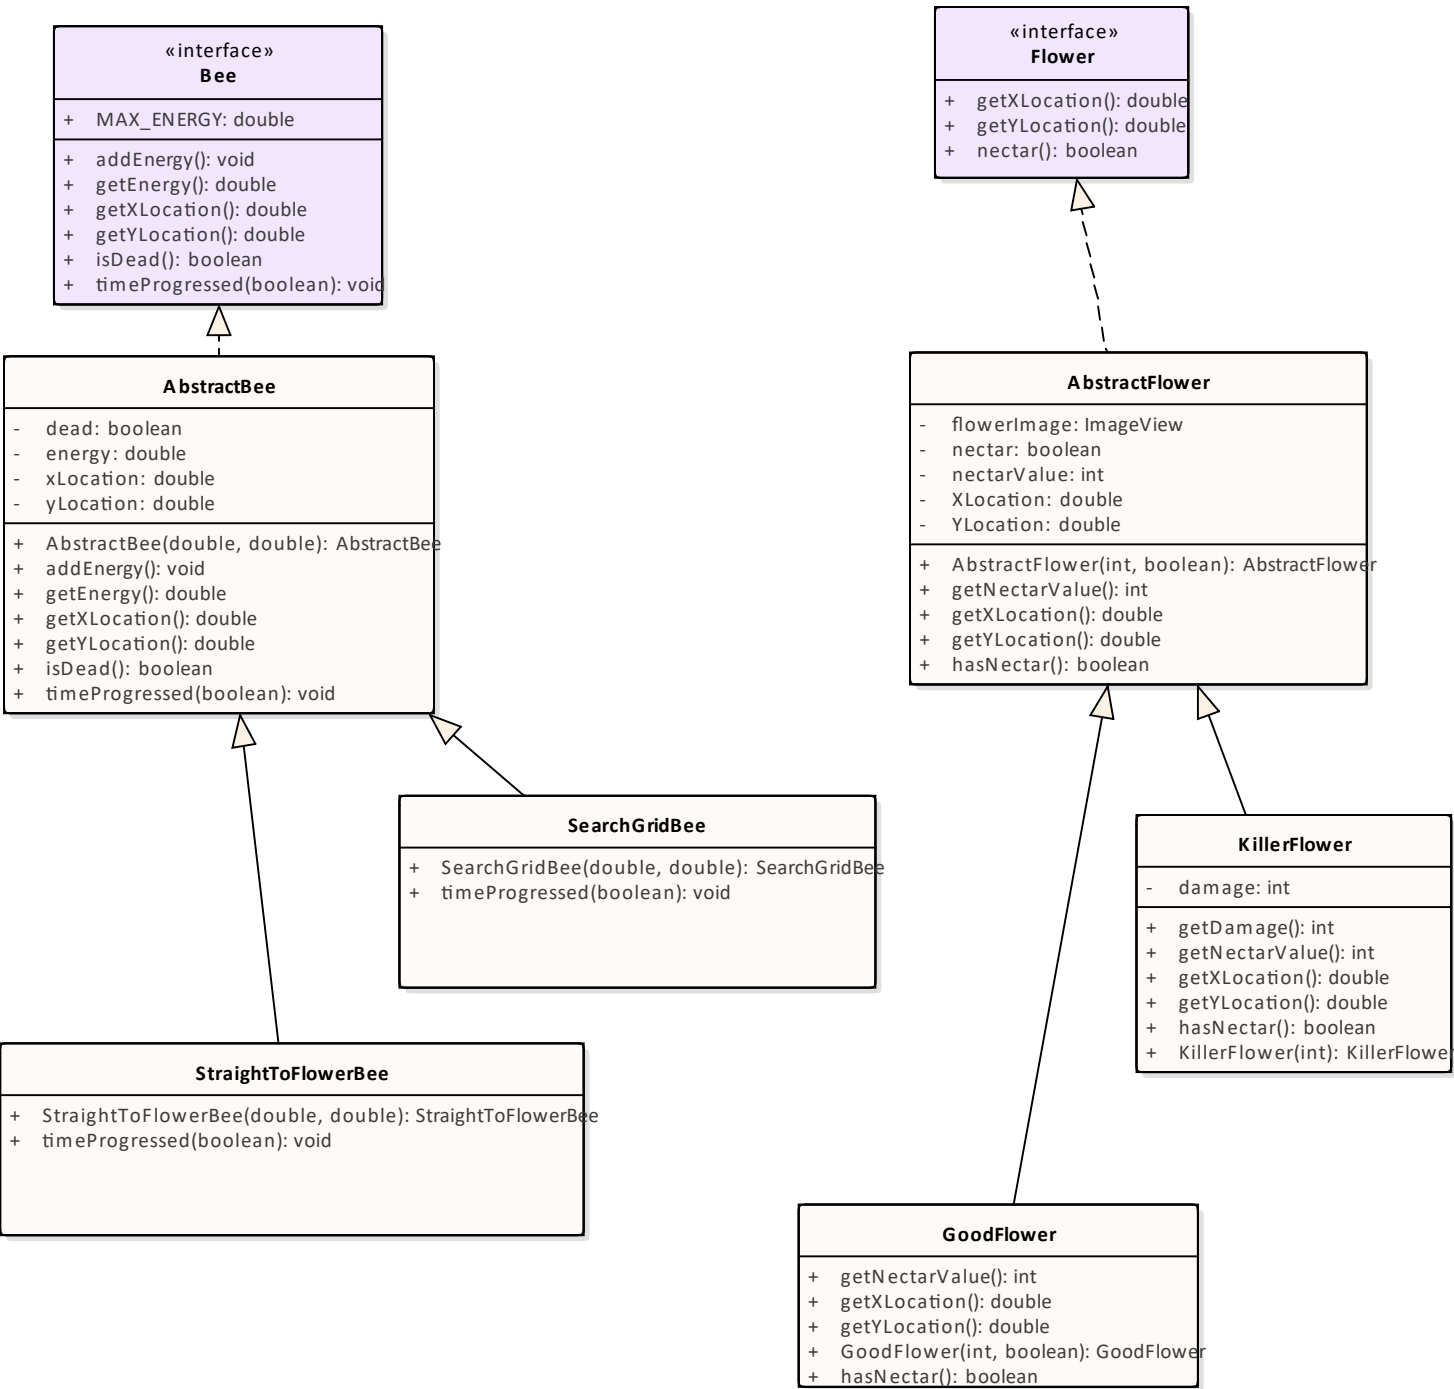 «interface»
Bee
+ MAX_ENERGY: double
+ addEnergy(): void
+ getEnergy(): double
+ getXLocation(): double
+ getYLocation(): double
+ isDead(): boolean
+ timeProgressed(boolean): void
«interface»
Flower
+ getXLocation(): double
+ getYLocation(): double
+ nectar(): boolean
AbstractBee
- dead: boolean
- energy: double
- xLocation: double
- yLocation: double
+ AbstractBee(double, double): AbstractBee
+ addEnergy(): void
+ getEnergy(): double
+ getXLocation(): double
+ getYLocation(): double
+ isDead(): boolean
+ timeProgressed(boolean): void
AbstractFlower
- flowerImage: ImageView
- nectar: boolean
- nectarValue: int
- XLocation: double
- YLocation: double
+ AbstractFlower(int, boolean): AbstractFlower
+ getNectarValue(): int
+ getXLocation(): double
+ getYLocation(): double
+ hasNectar(): boolean
SearchGridBee
+ SearchGridBee(double, double): SearchGridBee
+ timeProgressed(boolean): void
KillerFlower
- damage: int
+ getDamage(): int
+ getNectarValue(): int
+ getXLocation(): double
+ getYLocation(): double
+ hasNectar(): boolean
+ KillerFlower(int): KillerFlower
StraightToFlowerBee
+ StraightToFlowerBee(double, double): StraightToFlowerBee
+ timeProgressed(boolean): void
GoodFlower
+ getNectarValue(): int
+ getXLocation(): double
+ getYLocation(): double
+ GoodFlower(int, boolean): GoodFlower
+ hasNectar(): boolean